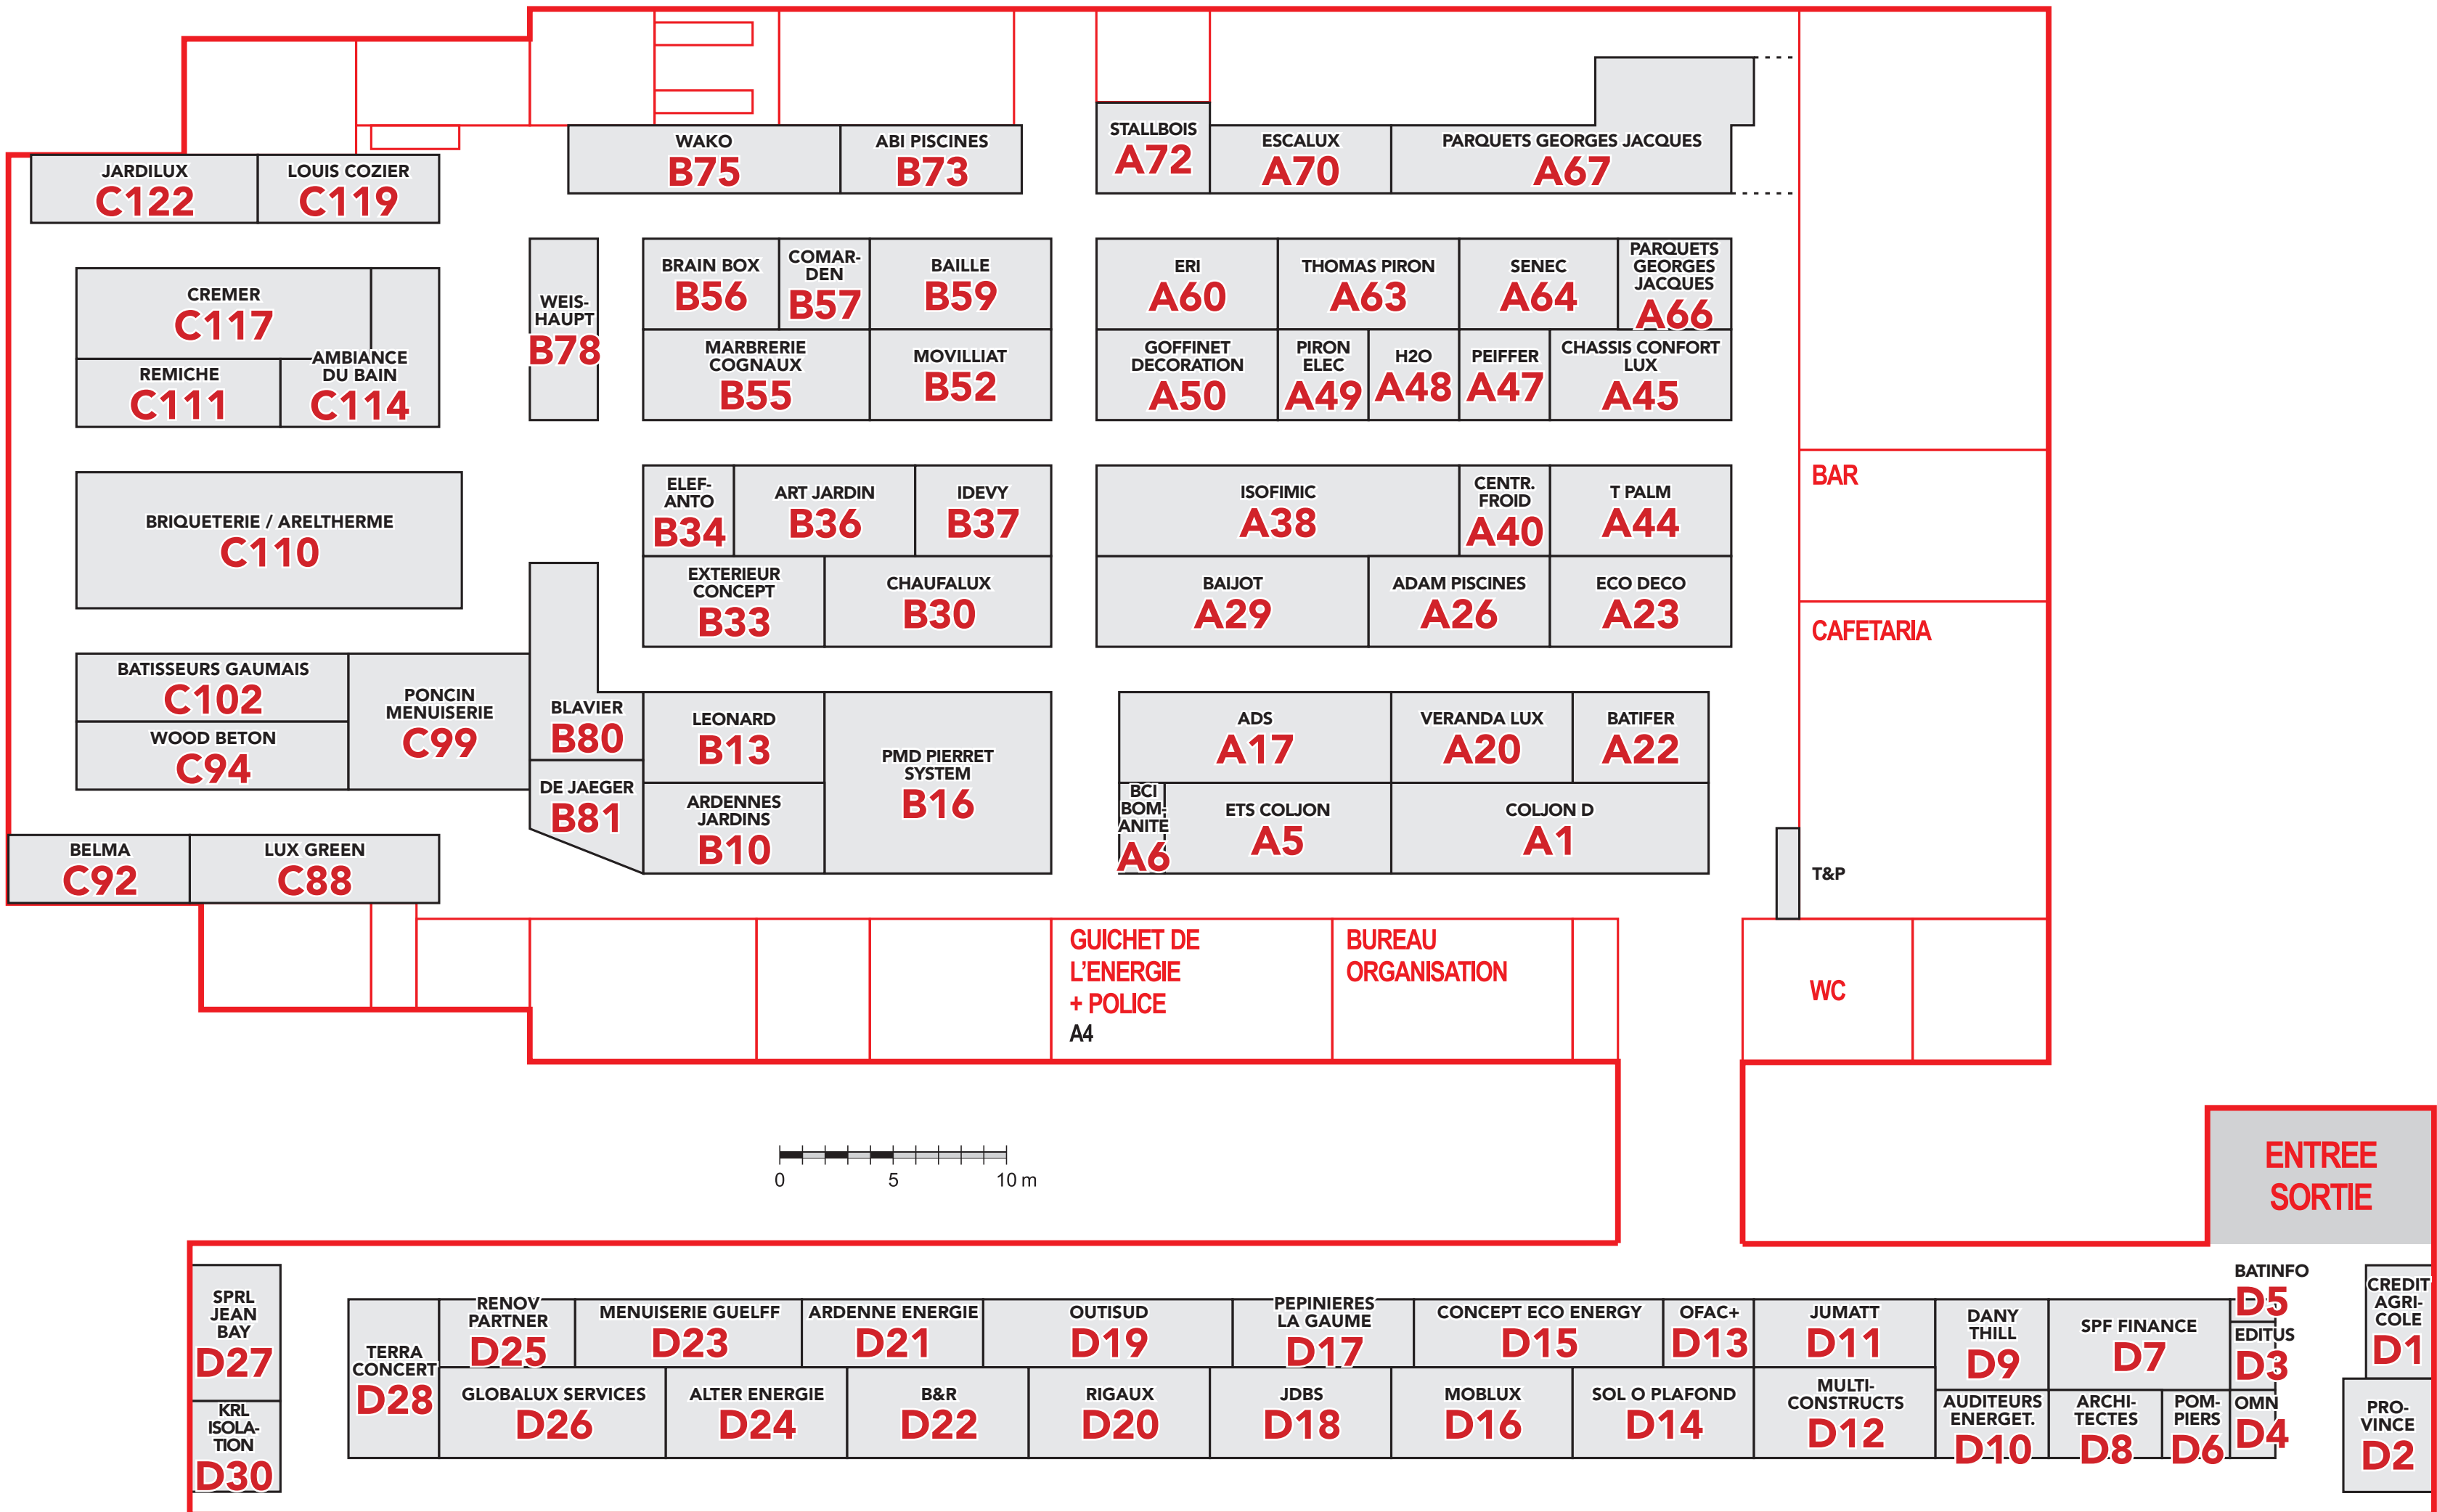 WAKO
B75
ABI PISCINES
B73
STALLBOIS
A72
ESCALUX
A70
PARQUETS GEORGES JACQUES
A67
JARDILUX
C122
LOUIS COZIER
C119
CREMER
C117
REMICHE
C111
AMBIANCE
DU BAIN
C114
WEIS-
HAUPT
B78
BRAIN BOX
B56
COMAR-
DEN
B57
BAILLE
B59
MARBRERIE
COGNAUX
B55
MOVILLIAT
B52
ERI
A60
THOMAS PIRON
A63
SENEC
A64
PARQUETS
GEORGES
JACQUES
A66
GOFFINET
DECORATION
A50
PIRON
ELEC
A49
H2O
A48
PEIFFER
A47
CHASSIS CONFORT
LUX
A45
BRIQUETERIE / ARELTHERME
C110
ELEF-
ANTO
B34
ART JARDIN
B36
IDEVY
B37
EXTERIEUR
CONCEPT
B33
CHAUFALUX
B30
ISOFIMIC
A38
CENTR.
FROID
A40
T PALM
A44
BAIJOT
A29
ADAM PISCINES
A26
ECO DECO
A23
BAR
CAFETARIA
BATISSEURS GAUMAIS
C102
WOOD BETON
C94
PONCIN
MENUISERIE
C99
BLAVIER
B80
DE JAEGER
B81
LEONARD
B13
ARDENNES
JARDINS
B10
PMD PIERRET
SYSTEM
B16
ADS
A17
VERANDA LUX
A20
BATIFER
A22
BCI
BOM-
ANITE
A6
ETS COLJON
A5
COLJON D
A1
BELMA
C92
LUX GREEN
C88
T&P
GUICHET DE
L'ENERGIE
+ POLICE
A4
BUREAU
ORGANISATION
WC
0 5 10 m
ENTREE
SORTIE
SPRL
JEAN
BAY
D27
KRL
ISOLA-
TION
D30
TERRA
CONCERT
D28
RENOV
PARTNER
D25
MENUISERIE GUELFF
D23
ARDENNE ENERGIE
D21
OUTISUD
D19
PEPINIERES
LA GAUME
D17
CONCEPT ECO ENERGY
D15
OFAC+
D13
JUMATT
D11
DANY
THILL
D9
SPF FINANCE
D7
BATINFO
D5
EDITUS
D3
CREDIT
AGRI-
COLE
D1
GLOBALUX SERVICES
D26
ALTER ENERGIE
D24
B&R
D22
RIGAUX
D20
JDBS
D18
MOBLUX
D16
SOL O PLAFOND
D14
MULTI-
CONSTRUCTS
D12
AUDITEURS
ENERGET.
D10
ARCHI-
TECTES
D8
POM-
PIERS
D6
OMN
D4
PRO-
VINCE
D2